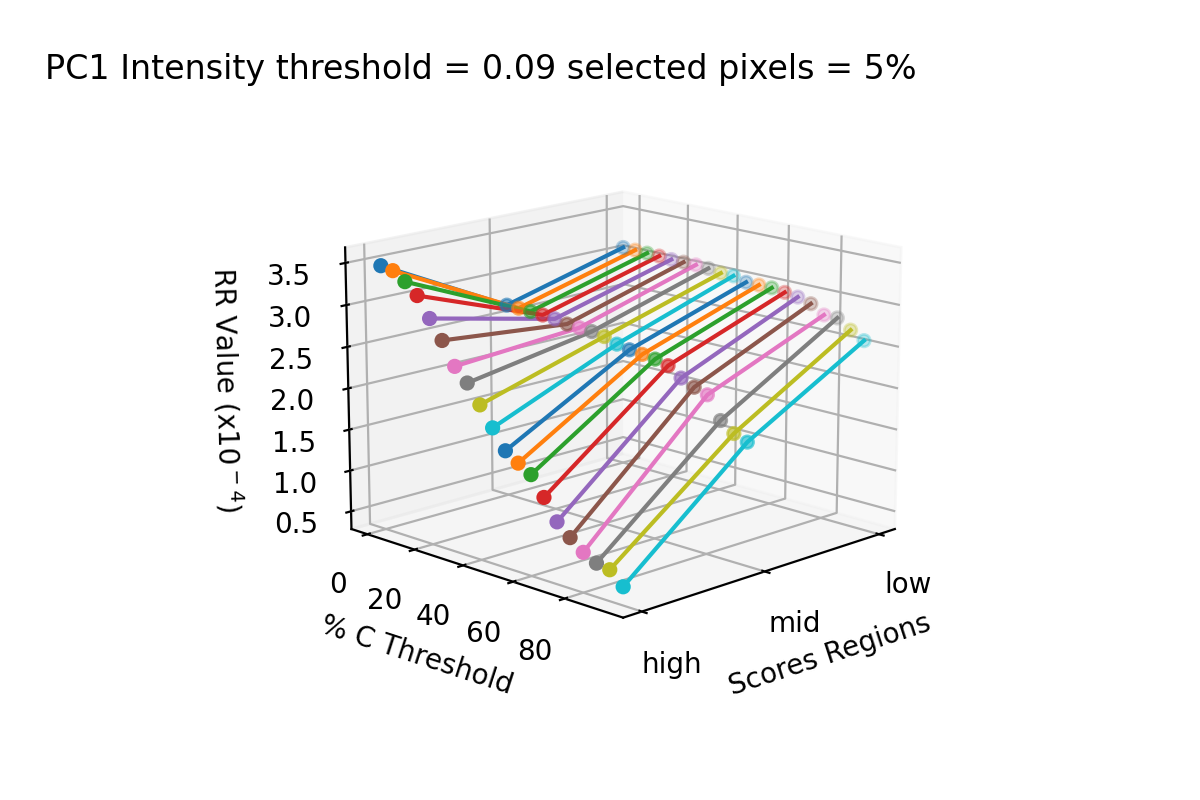 PC1 Intensity threshold = 0.09 selected pixels = 5%
RR Value (x10⁻⁴)
3.5
3.0
2.5
2.0
1.5
1.0
0.5
0
20
40
60
80
% C Threshold
high
mid
low
Scores Regions